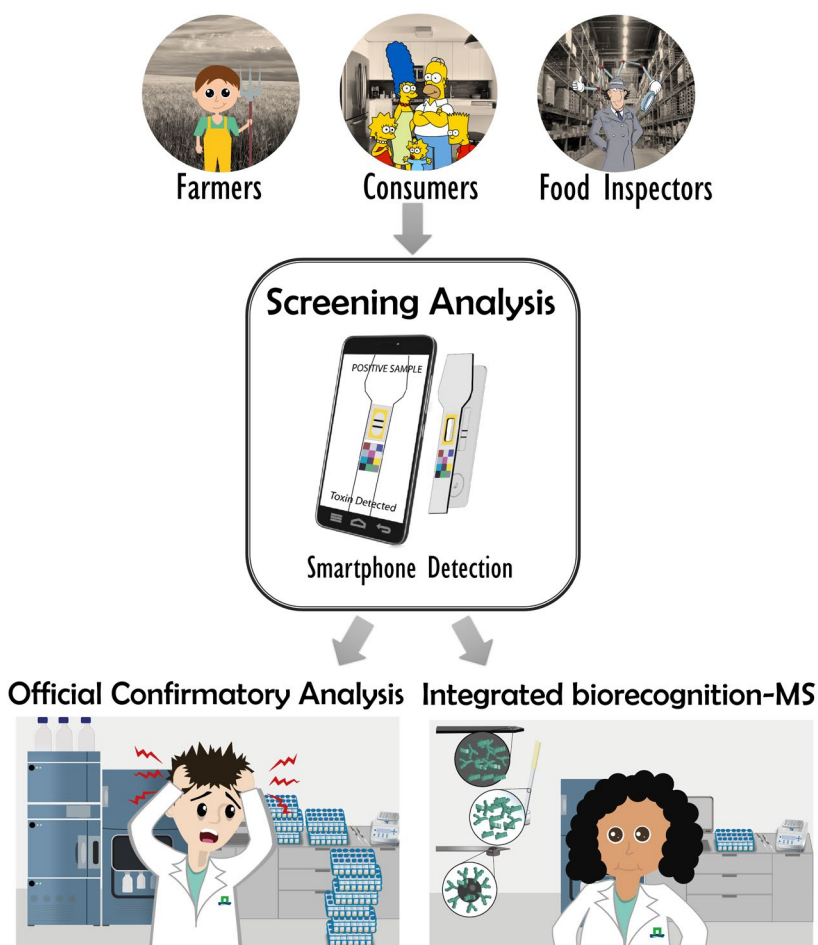 Farmers
Consumers
Food Inspectors
Screening Analysis
POSITIVE SAMPLE
Toxin Detected
Smartphone Detection
Official Confirmatory Analysis
Integrated biorecognition-MS